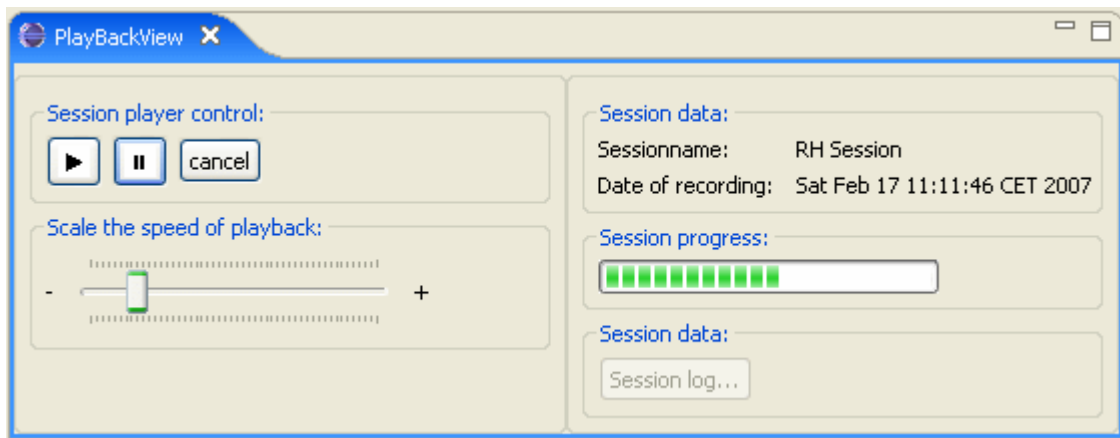 PlayBackView
Session player control:
cancel
Scale the speed of playback:
- +
Session data:
Sessionname: RH Session
Date of recording: Sat Feb 17 11:11:46 CET 2007
Session progress:
Session data:
Session log...